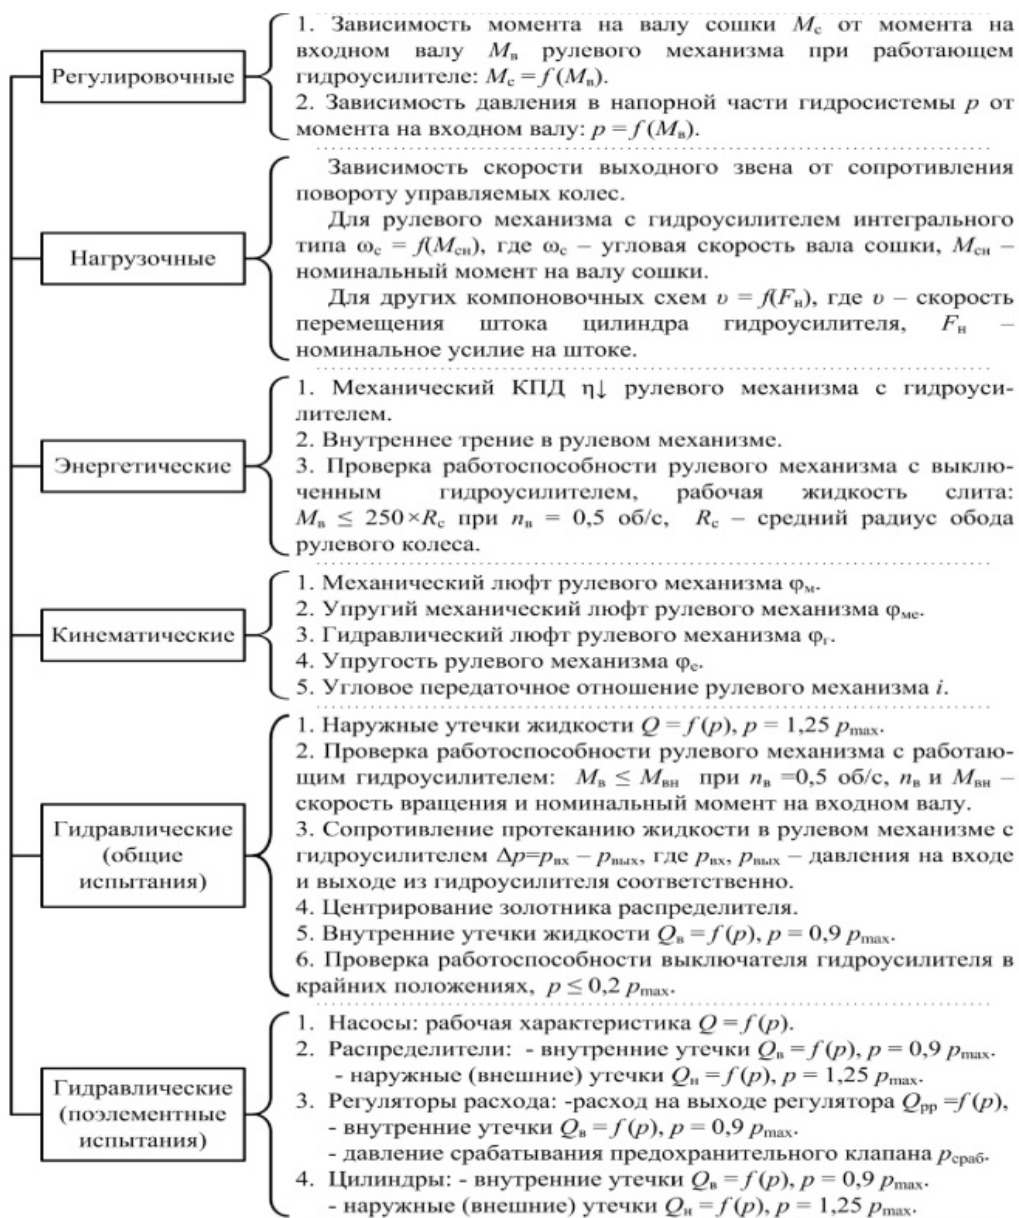 Регулировочные
1. Зависимость момента на валу сошки Mс от момента на
входном валу Mв рулевого механизма при работающем
гидроусилителе: Mс = f (Mв).
2. Зависимость давления в напорной части гидросистемы p от
момента на входном валу: p = f (Mв).
Нагрузочные
Зависимость скорости выходного звена от сопротивления
повороту управляемых колес.
Для рулевого механизма с гидроусилителем интегрального
типа ωс = f(Mсн), где ωс – угловая скорость вала сошки, Mсн –
номинальный момент на валу сошки.
Для других компоновочных схем υ = f(Fн), где υ – скорость
перемещения штока цилиндра гидроусилителя, Fн –
номинальное усилие на штоке.
Энергетические
1. Механический КПД η↓ рулевого механизма с гидроуси-
лителем.
2. Внутреннее трение в рулевом механизме.
3. Проверка работоспособности рулевого механизма с выклю-
ченным гидроусилителем, рабочая жидкость слита:
Mв ≤ 250×Rс при nв = 0,5 об/с, Rс – средний радиус обода
рулевого колеса.
Кинематические
1. Механический люфт рулевого механизма φм.
2. Упругий механический люфт рулевого механизма φме.
3. Гидравлический люфт рулевого механизма φг.
4. Упругость рулевого механизма φе.
5. Угловое передаточное отношение рулевого механизма i.
Гидравлические
(общие
испытания)
1. Наружные утечки жидкости Q = f (p), p = 1,25 pmax.
2. Проверка работоспособности рулевого механизма с работаю-
щим гидроусилителем: Mв ≤ Mвн при nв =0,5 об/с, nв и Mвн –
скорость вращения и номинальный момент на входном валу.
3. Сопротивление протеканию жидкости в рулевом механизме с
гидроусилителем Δp=pвх – pвых, где pвх, pвых – давления на входе
и выходе из гидроусилителя соответственно.
4. Центрирование золотника распределителя.
5. Внутренние утечки жидкости Qв = f (p), p = 0,9 pmax.
6. Проверка работоспособности выключателя гидроусилителя в
крайних положениях, p ≤ 0,2 pmax.
Гидравлические
(поэлементные
испытания)
1. Насосы: рабочая характеристика Q = f (p).
2. Распределители: - внутренние утечки Qв = f (p), p = 0,9 pmax.
- наружные (внешние) утечки Qн = f (p), p = 1,25 pmax.
3. Регуляторы расхода: -расход на выходе регулятора Qрр =f (p),
- внутренние утечки Qв = f (p), p = 0,9 pmax.
- давление срабатывания предохранительного клапана pсраб.
4. Цилиндры: - внутренние утечки Qв = f (p), p = 0,9 pmax.
- наружные (внешние) утечки Qн = f (p), p = 1,25 pmax.